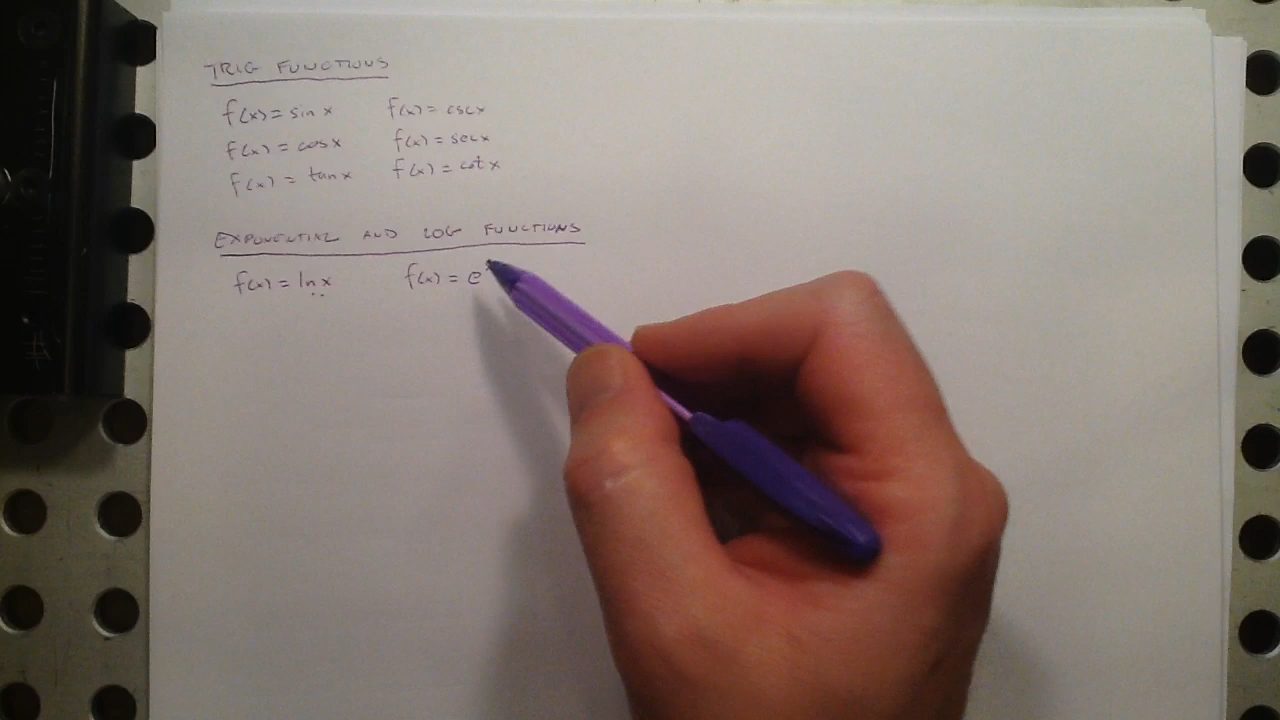 TRIG FUNCTIONS
f(x) = sin x f(x) = csc x
f(x) = cos x f(x) = sec x
f(x) = tan x f(x) = cot x
EXPONENTIAL AND LOG FUNCTIONS
f(x) = ln x f(x) = e^x